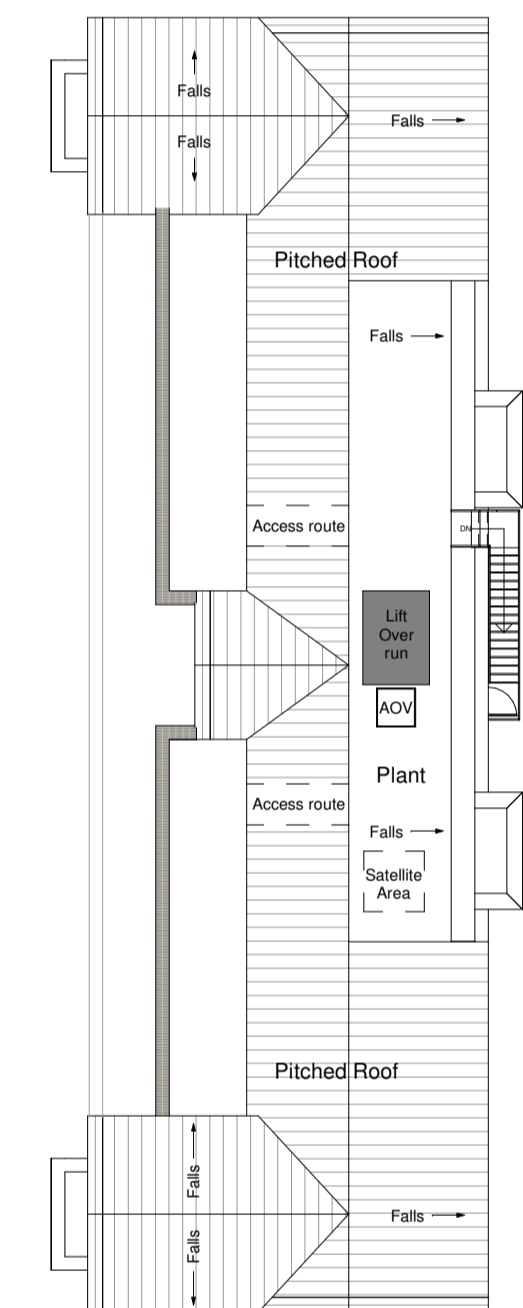 Falls
Falls
Falls
Pitched Roof
Falls
Access route
DN
Lift
Over
run
AOV
Plant
Access route
Falls
Satellite
Area
Pitched Roof
Falls
Falls
Falls